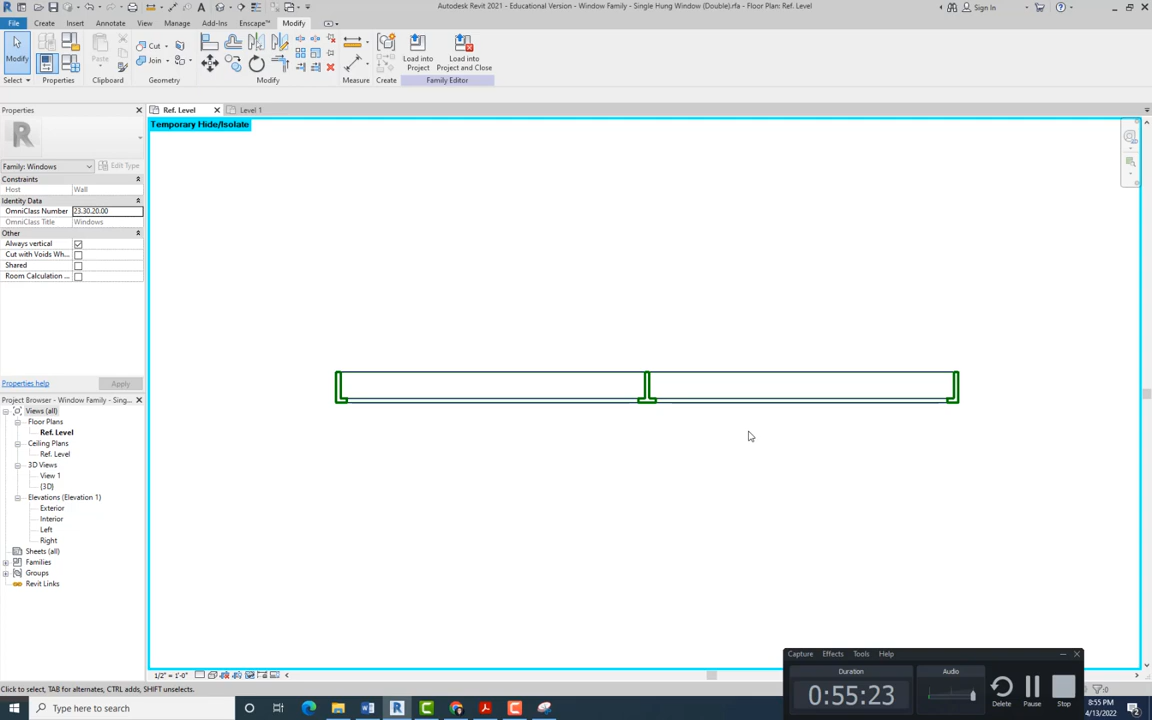 Autodesk Revit 2021 - Educational Version - Window Family - Single Hung Window (Double).rfa - Floor Plan: Ref. Level
Sign In
File Create Insert Annotate View Manage Add-Ins Enscape™ Modify
Modify
Paste
Cut
Join
Load into Project
Load into Project and Close
Select Properties Clipboard Geometry Modify Measure Create Family Editor
Properties
Ref. Level
Level 1
Temporary Hide/Isolate
Family: Windows
Edit Type
Constraints
Host Wall
Identity Data
OmniClass Number 23.30.20.00
OmniClass Title Windows
Other
Always vertical
Cut with Voids Wh...
Shared
Room Calculation ...
Properties help
Apply
Project Browser - Window Family - Sing...
Views (all)
Floor Plans
Ref. Level
Ceiling Plans
Ref. Level
3D Views
View 1
{3D}
Elevations (Elevation 1)
Exterior
Interior
Left
Right
Sheets (all)
Families
Groups
Revit Links
1/2" = 1'-0"
Click to select, TAB for alternates, CTRL adds, SHIFT unselects.
Capture Effects Tools Help
Duration
0:55:23
Audio
Delete
Pause
Stop
:0
Type here to search
8:55 PM
4/13/2022